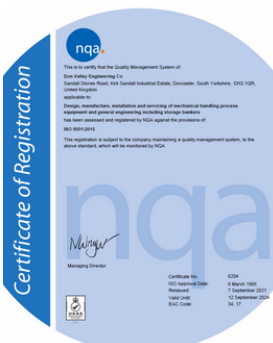 Certificate of Registration
nqa.
This is to certify that the Quality Management System of:
Don Valley Engineering Co
Sandall Stones Road, Kirk Sandall Industrial Estate, Doncaster, South Yorkshire, DN3 1QR,
United Kingdom
applicable to:
Design, manufacture, installation and servicing of mechanical handling process
equipment and general engineering including storage bunkers
has been assessed and registered by NQA against the provisions of:
ISO 9001:2015
This registration is subject to the company maintaining a quality management system, to the
above standard, which will be monitored by NQA
nqa
Managing Director
Certificate No. 6204
ISO Approval Date: 8 March 1995
Reissued: 7 September 2021
Valid Until: 12 September 2024
EAC Code: 34, 17
UKAS